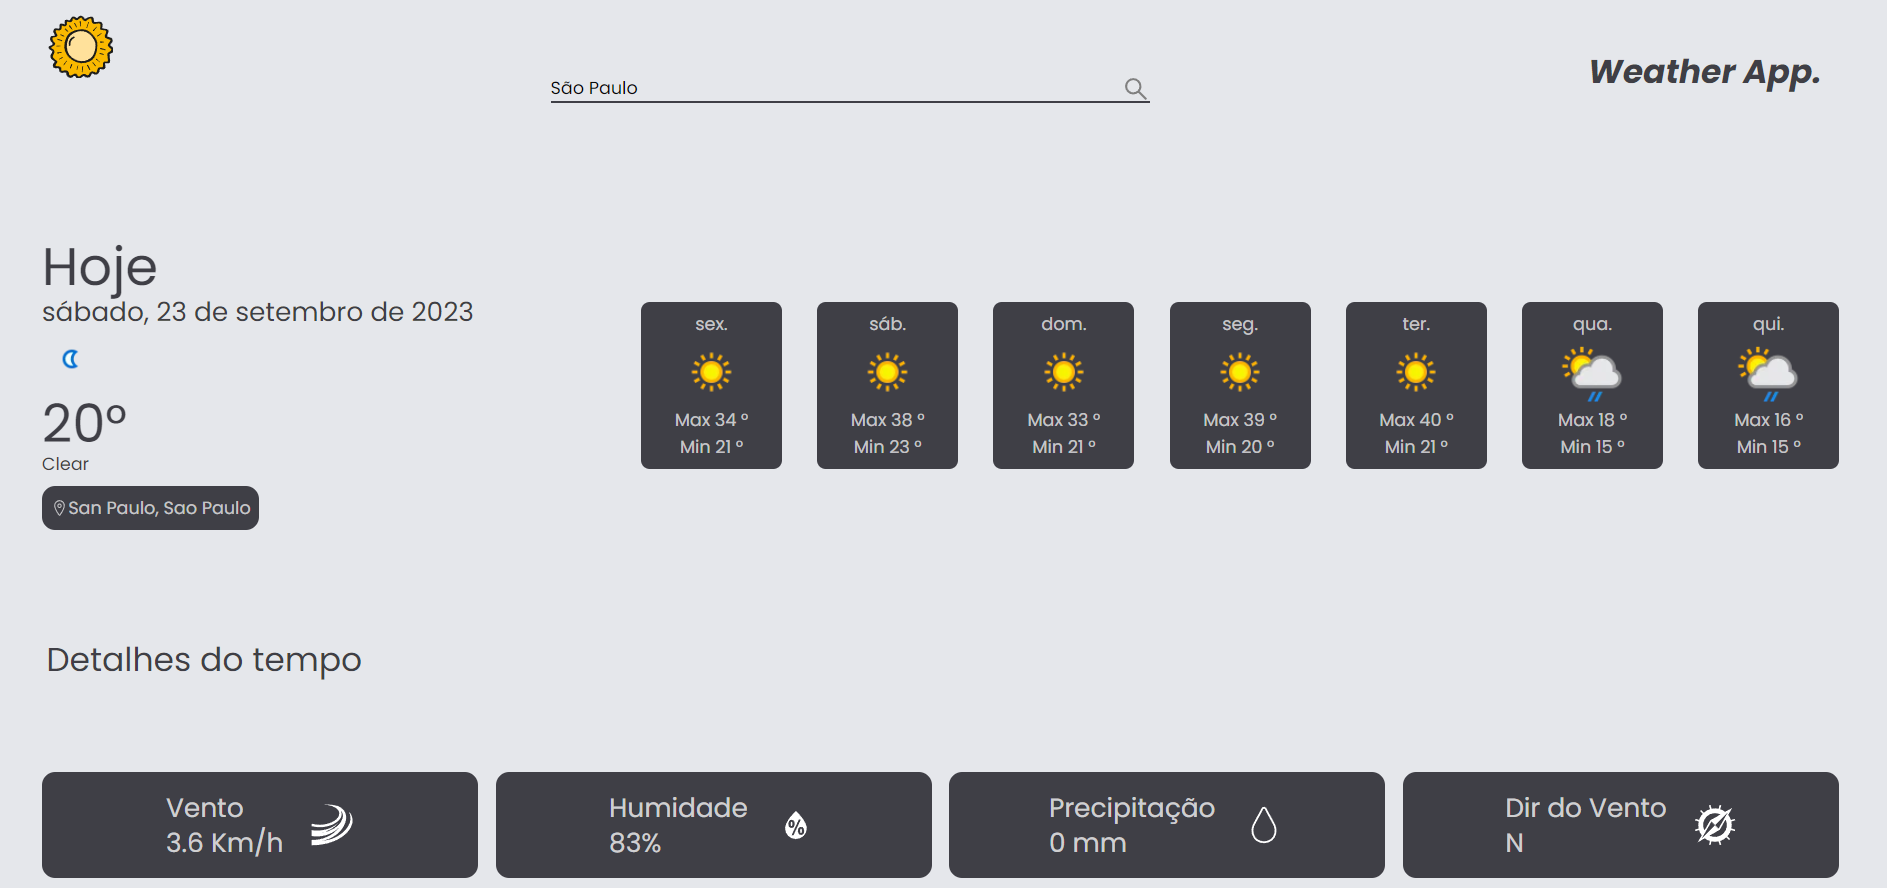 São Paulo
Weather App.
Hoje
sábado, 23 de setembro de 2023
20°
Clear
San Paulo, Sao Paulo
sex.
Max 34 °
Min 21 °
sáb.
Max 38 °
Min 23 °
dom.
Max 33 °
Min 21 °
seg.
Max 39 °
Min 20 °
ter.
Max 40 °
Min 21 °
qua.
Max 18 °
Min 15 °
qui.
Max 16 °
Min 15 °
Detalhes do tempo
Vento
3.6 Km/h
Humidade
83%
%
Precipitação
0 mm
Dir do Vento
N